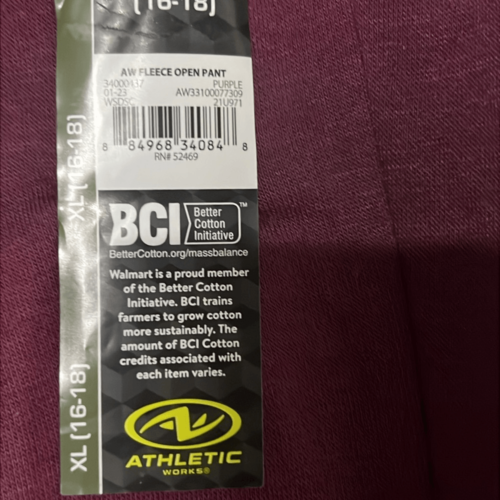 (16-18)
AW FLEECE OPEN PANT
34000437 PURPLE
01-23 AW33100077309
WSDSC 21U971
8 84968 34084 8
RN# 52469
XL (16-18)
BCI Better Cotton Initiative™
BetterCotton.org/massbalance
Walmart is a proud member
of the Better Cotton
Initiative. BCI trains
farmers to grow cotton
more sustainably. The
amount of BCI Cotton
credits associated with
each item varies.
XL (16-18)
AW
ATHLETIC
WORKS®